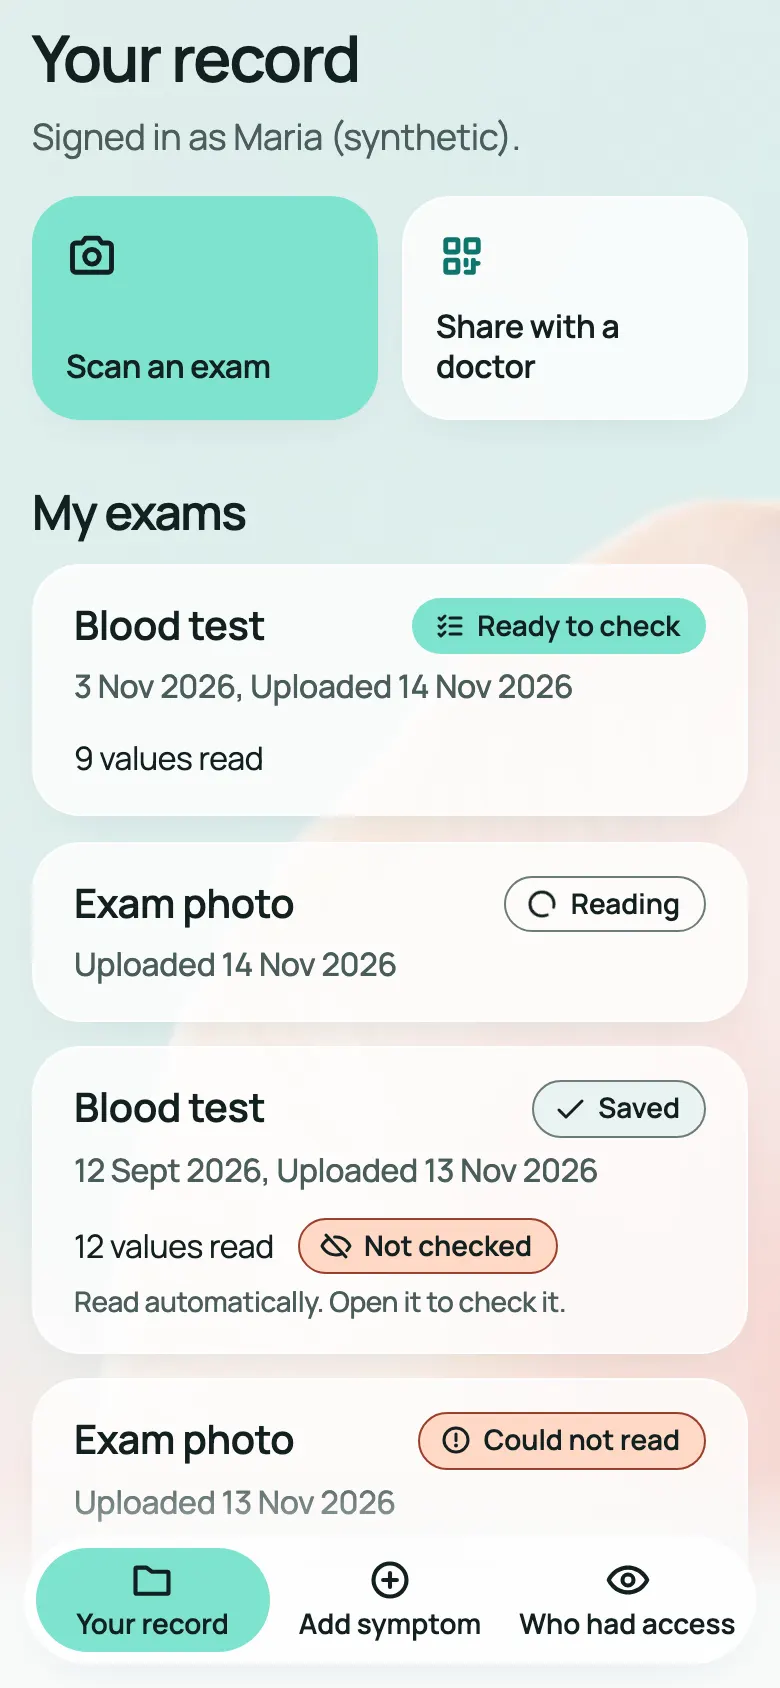 Your record
Signed in as Maria (synthetic).
Scan an exam
Share with a
doctor
My exams
Blood test
Ready to check
3 Nov 2026, Uploaded 14 Nov 2026
9 values read
Exam photo
Reading
Uploaded 14 Nov 2026
Blood test
Saved
12 Sept 2026, Uploaded 13 Nov 2026
12 values read
Not checked
Read automatically. Open it to check it.
Exam photo
Could not read
Uploaded 13 Nov 2026
Your record
Add symptom
Who had access